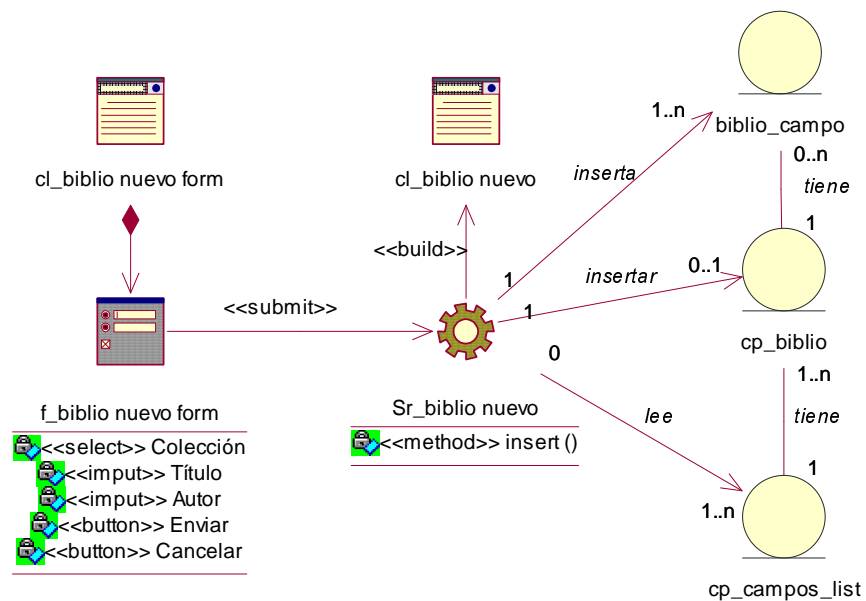 biblio_campo
1..n
cl_biblio nuevo form
cl_biblio nuevo
inserta
0..n
tiene
1
<<build>>
insertar
0..1
1
<<submit>>
1
cp_biblio
0
1..n
f_biblio nuevo form
Sr_biblio nuevo
lee
tiene
<<select>> Colección
<<method>> insert ()
<<imput>> Título
1
<<imput>> Autor
1..n
<<button>> Enviar
<<button>> Cancelar
cp_campos_list